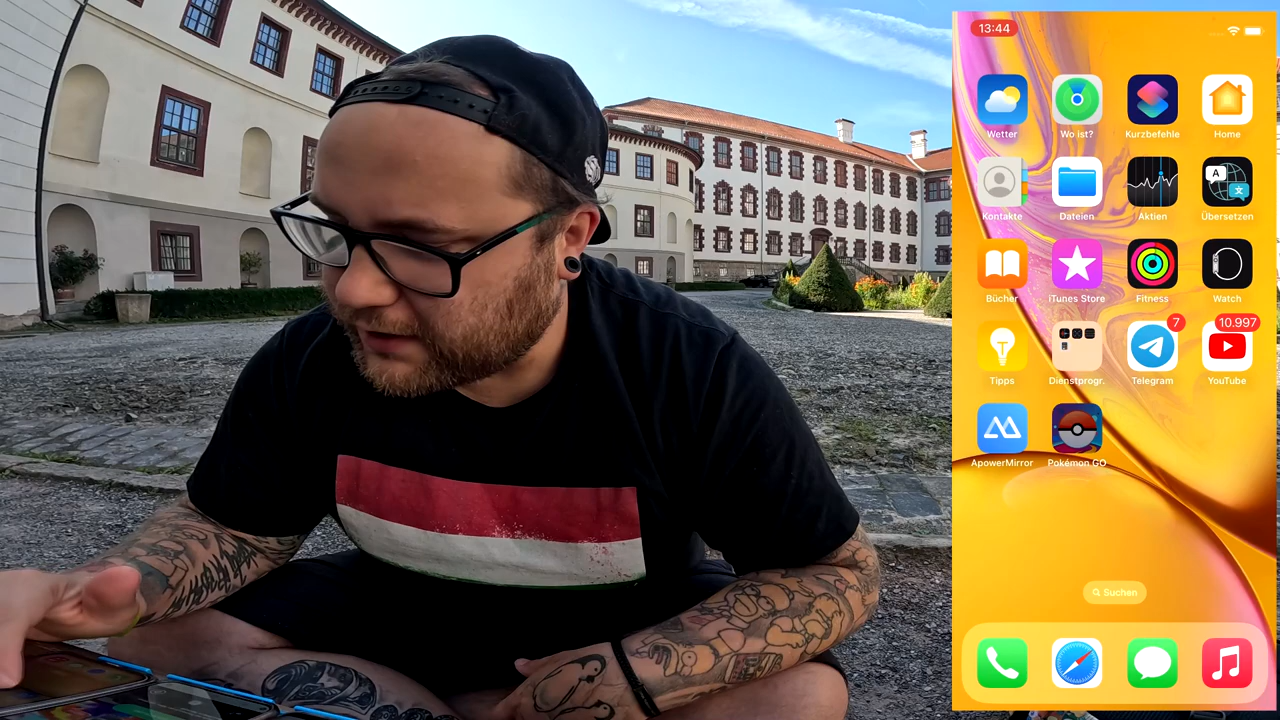 13:44
Wetter
Wo ist?
Kurzbefehle
Home
Kontakte
Dateien
Aktien
Übersetzen
Bücher
iTunes Store
Fitness
Watch
Tipps
Dienstprogr.
7
Telegram
10.997
YouTube
ApowerMirror
Pokémon GO
Suchen